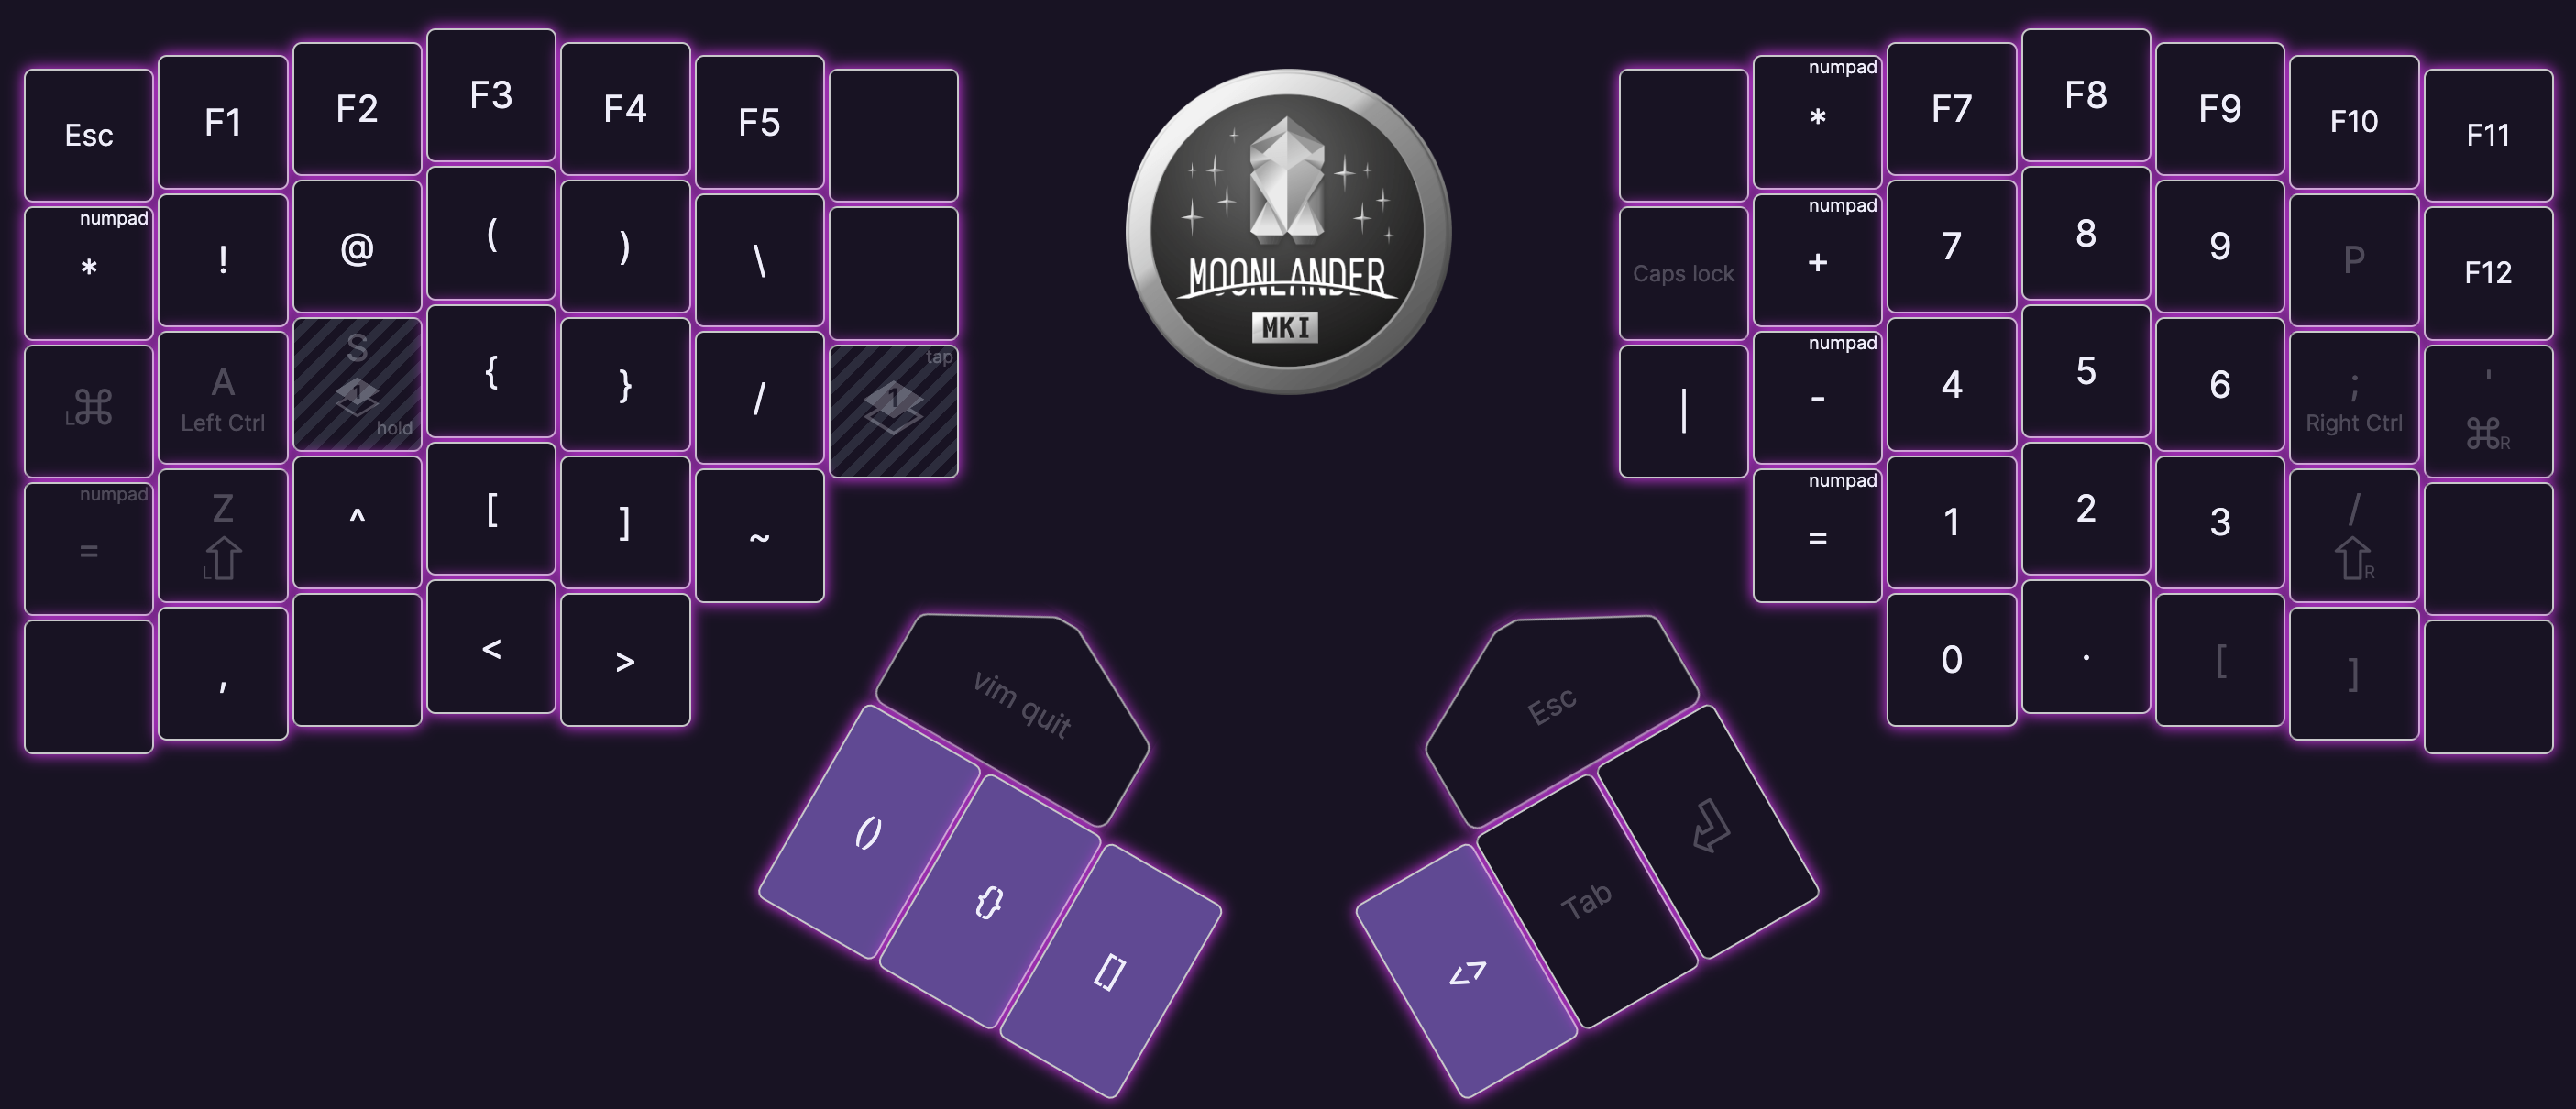 Esc F1 F2 F3 F4 F5
numpad
* F7 F8 F9 F10 F11
numpad
* ! @ ( ) \
MOONLANDER
MKI
Caps lock
numpad
+ 7 8 9 P F12
L⌘
A
Left Ctrl
S
1
hold
{ } /
tap
1
|
numpad
- 4 5 6
;
Right Ctrl
'
⌘R
numpad
=
Z
L⇧
^ [ ] ~
numpad
= 1 2 3
/
⇧R
, < >
0 . [ ]
vim quit
() {} []
Esc
<> Tab